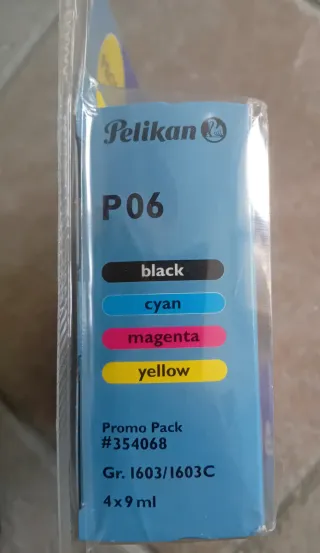 Pelikan
P06
black
cyan
magenta
yellow
Promo Pack
#354068
Gr. 1603/1603C
4x9 ml